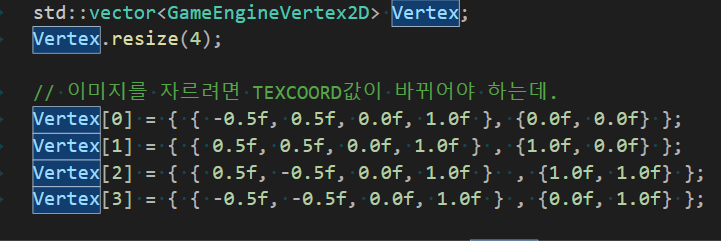 std::vector<GameEngineVertex2D> Vertex;
Vertex.resize(4);
// 이미지를 자르려면 TEXCOORD값이 바뀌어야 하는데.
Vertex[0] = { { -0.5f, 0.5f, 0.0f, 1.0f }, {0.0f, 0.0f} };
Vertex[1] = { { 0.5f, 0.5f, 0.0f, 1.0f } , {1.0f, 0.0f} };
Vertex[2] = { { 0.5f, -0.5f, 0.0f, 1.0f } , {1.0f, 1.0f} };
Vertex[3] = { { -0.5f, -0.5f, 0.0f, 1.0f } , {0.0f, 1.0f} };